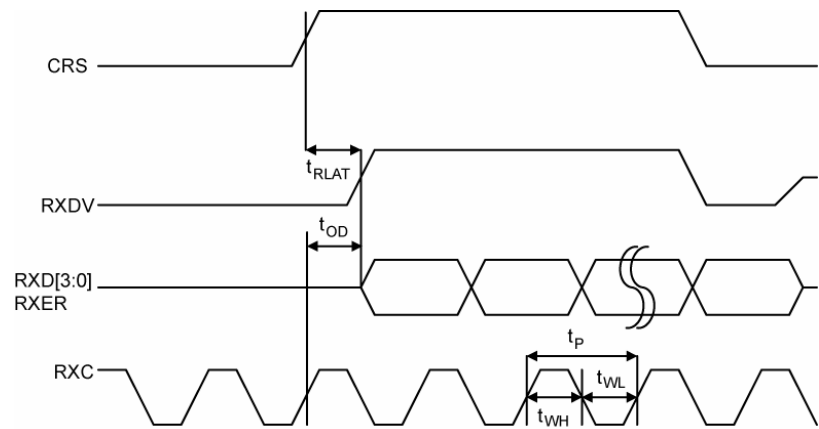 CRS
tRLAT
RXDV
tOD
RXD[3:0]
RXER
tP
RXC
tWL
tWH